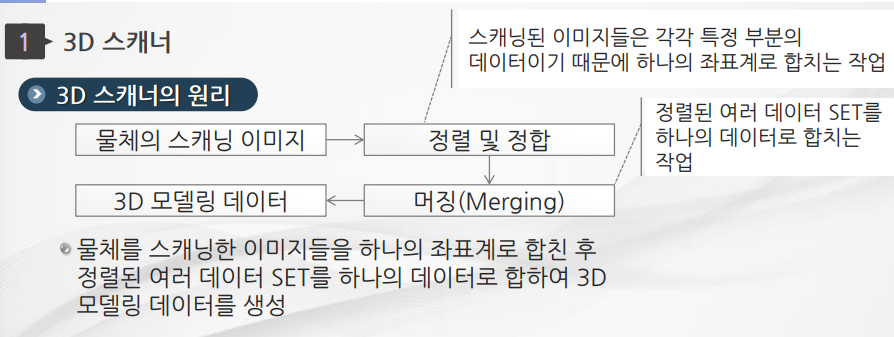 1 3D 스캐너
스캐닝된 이미지들은 각각 특정 부분의
데이터이기 때문에 하나의 좌표계로 합치는 작업
3D 스캐너의 원리
물체의 스캐닝 이미지
정렬 및 정합
정렬된 여러 데이터 SET를
하나의 데이터로 합치는
작업
3D 모델링 데이터
머징(Merging)
물체를 스캐닝한 이미지들을 하나의 좌표계로 합친 후
정렬된 여러 데이터 SET를 하나의 데이터로 합하여 3D
모델링 데이터를 생성